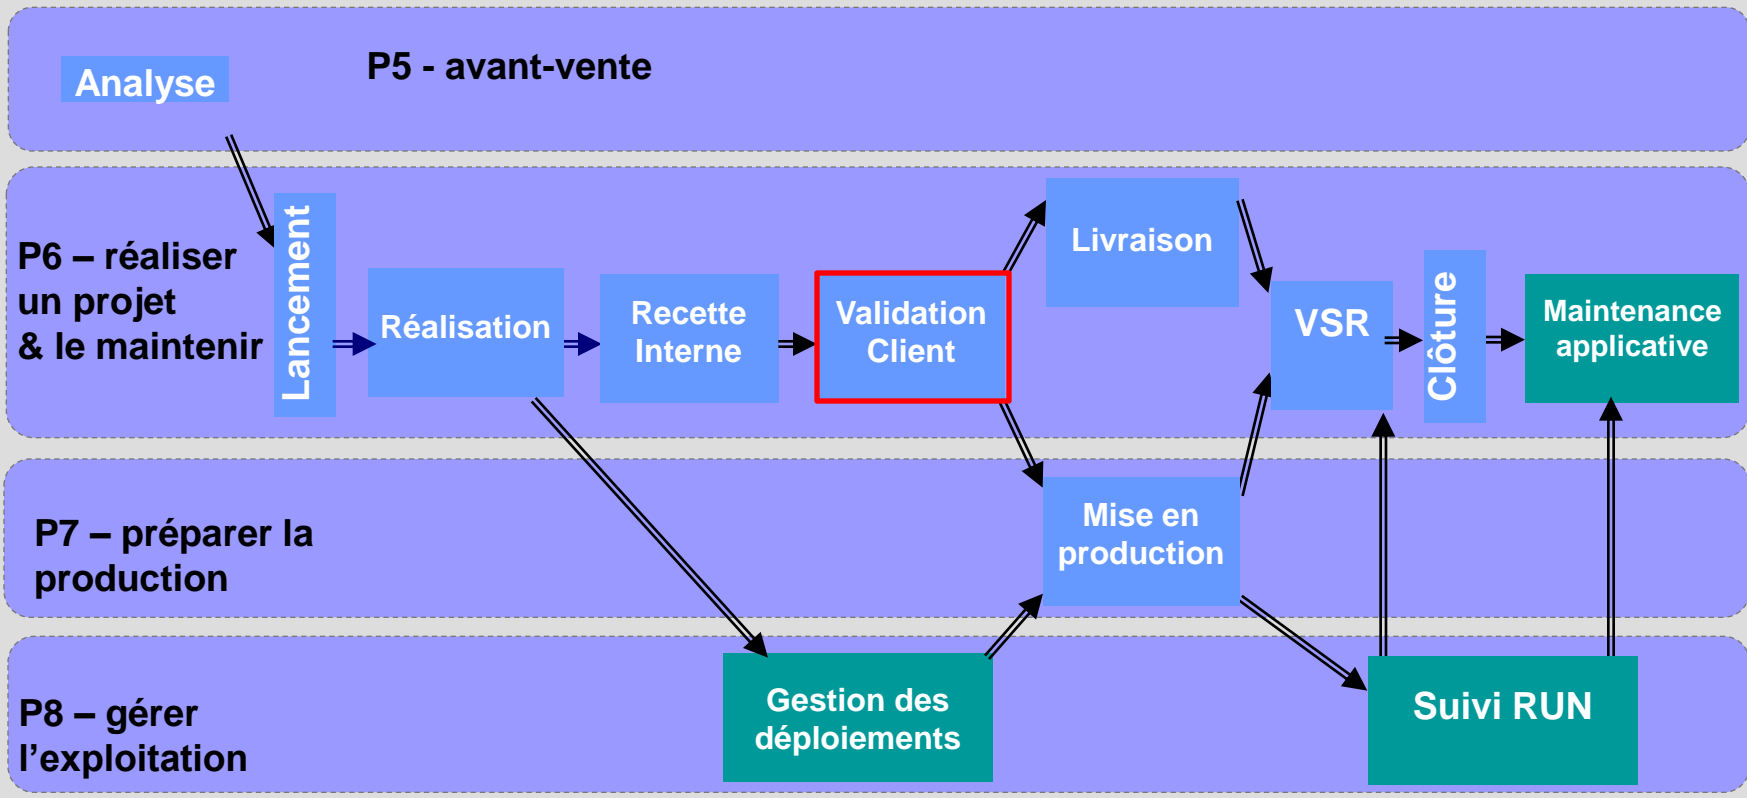 Analyse
P5 - avant-vente
P6 – réaliser
un projet
& le maintenir
Lancement
Réalisation
Recette
Interne
Validation
Client
Livraison
VSR
Clôture
Maintenance
applicative
P7 – préparer la
production
Mise en
production
P8 – gérer
l’exploitation
Gestion des
déploiements
Suivi RUN